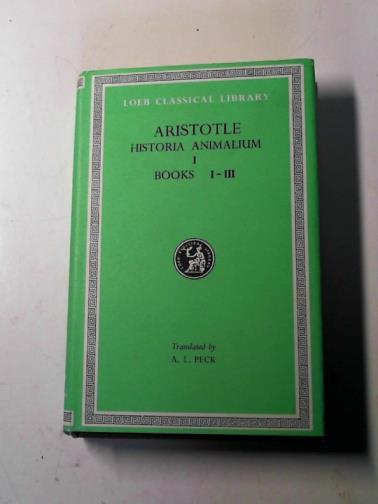 LOEB CLASSICAL LIBRARY
ARISTOTLE
HISTORIA ANIMALIUM
I
BOOKS I-III
Translated by
A. L. PECK